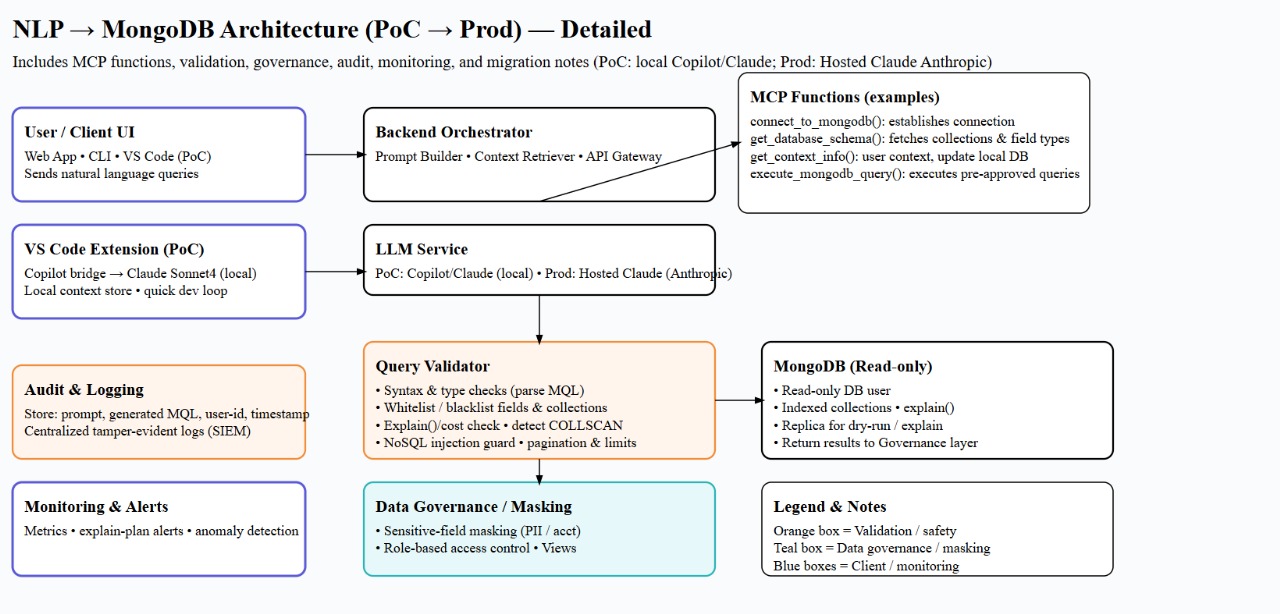 NLP → MongoDB Architecture (PoC → Prod) — Detailed
Includes MCP functions, validation, governance, audit, monitoring, and migration notes (PoC: local Copilot/Claude; Prod: Hosted Claude Anthropic)
User / Client UI
Web App • CLI • VS Code (PoC)
Sends natural language queries
Backend Orchestrator
Prompt Builder • Context Retriever • API Gateway
MCP Functions (examples)
connect_to_mongodb(): establishes connection
get_database_schema(): fetches collections & field types
get_context_info(): user context, update local DB
execute_mongodb_query(): executes pre-approved queries
VS Code Extension (PoC)
Copilot bridge → Claude Sonnet4 (local)
Local context store • quick dev loop
LLM Service
PoC: Copilot/Claude (local) • Prod: Hosted Claude (Anthropic)
Audit & Logging
Store: prompt, generated MQL, user-id, timestamp
Centralized tamper-evident logs (SIEM)
Query Validator
• Syntax & type checks (parse MQL)
• Whitelist / blacklist fields & collections
• Explain()/cost check • detect COLLSCAN
• NoSQL injection guard • pagination & limits
MongoDB (Read-only)
• Read-only DB user
• Indexed collections • explain()
• Replica for dry-run / explain
• Return results to Governance layer
Monitoring & Alerts
Metrics • explain-plan alerts • anomaly detection
Data Governance / Masking
• Sensitive-field masking (PII / acct)
• Role-based access control • Views
Legend & Notes
Orange box = Validation / safety
Teal box = Data governance / masking
Blue boxes = Client / monitoring